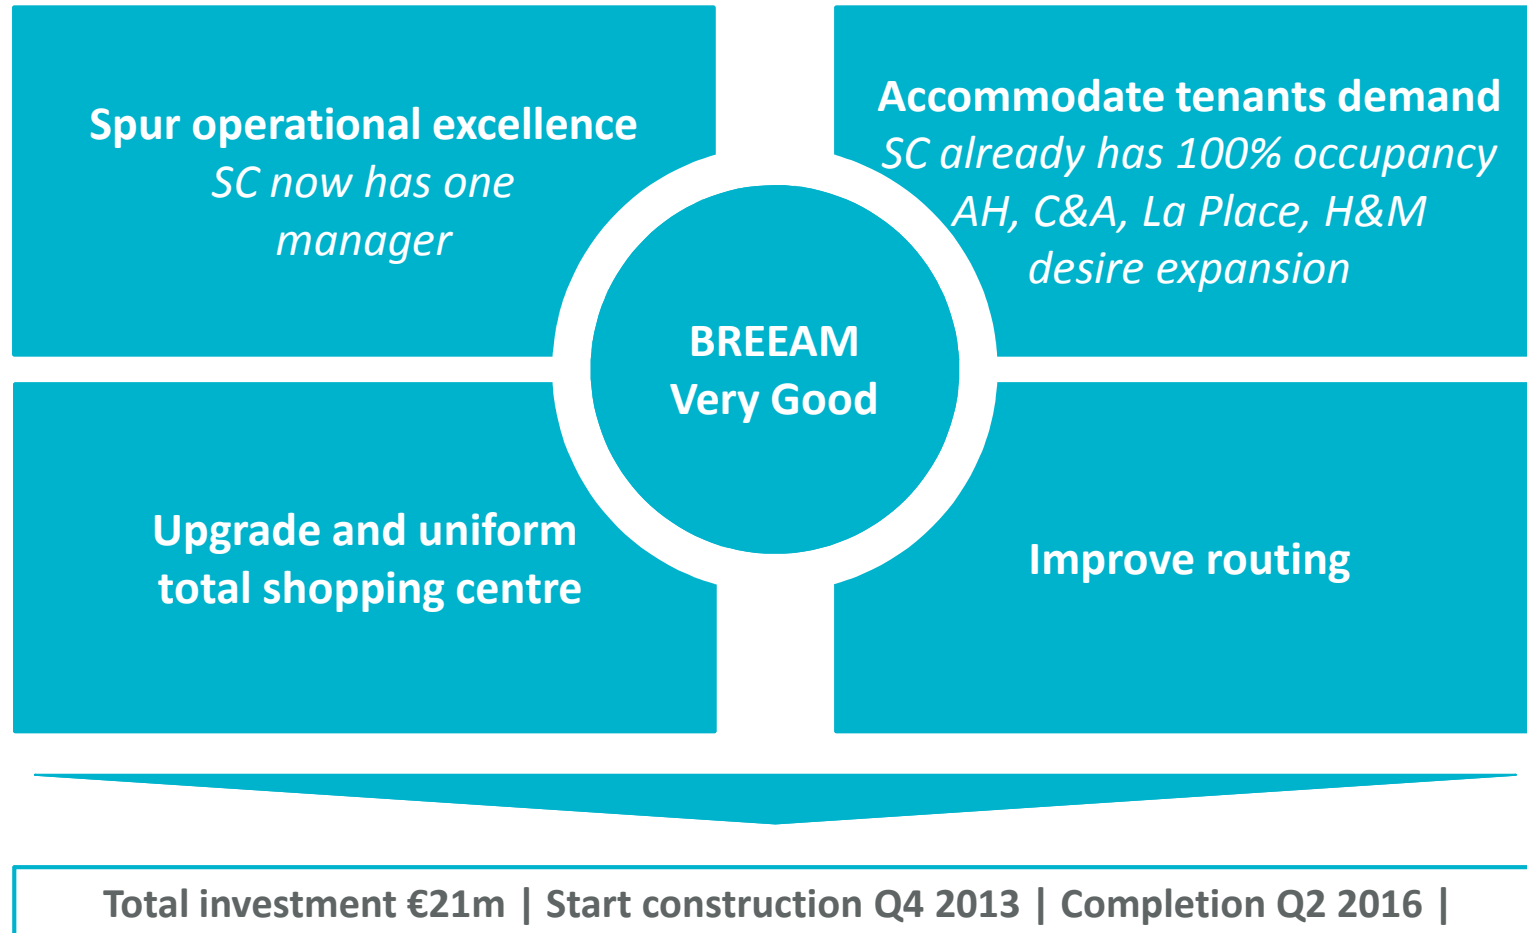 Spur operational excellence
SC now has one
manager
Accommodate tenants demand
SC already has 100% occupancy
AH, C&A, La Place, H&M
desire expansion
BREEAM
Very Good
Upgrade and uniform
total shopping centre
Improve routing
Total investment €21m | Start construction Q4 2013 | Completion Q2 2016 |